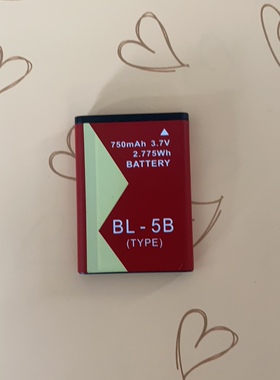 750mAh 3.7V
2.775Wh
BATTERY
BL - 5B
(TYPE)